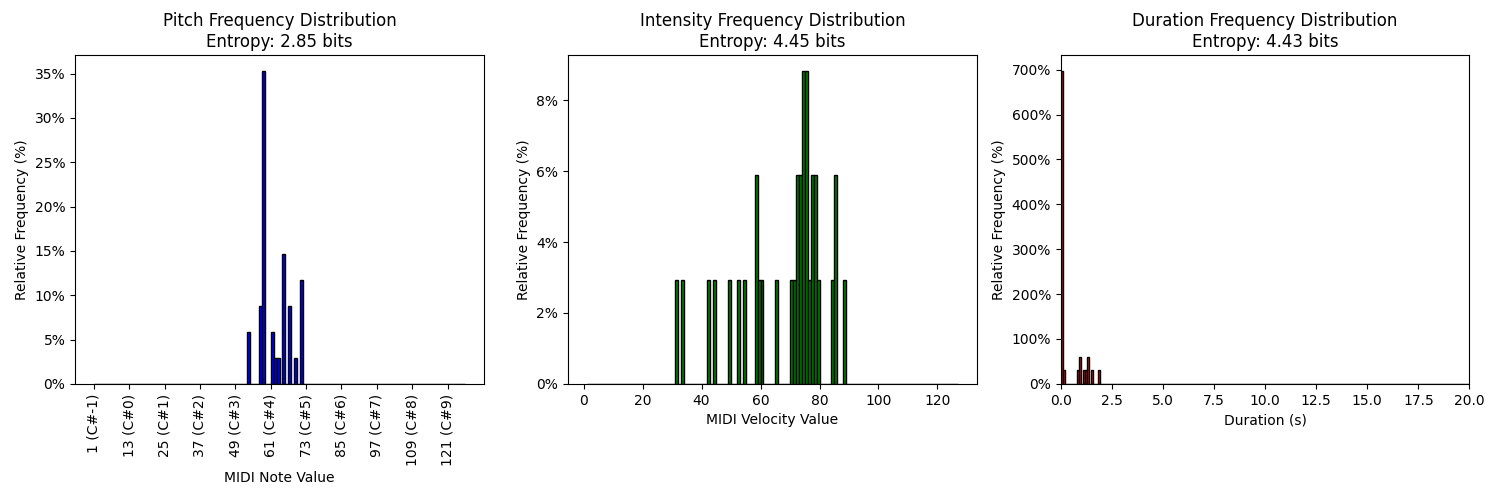 Pitch Frequency Distribution
Entropy: 2.85 bits
35%
30%
25%
20%
15%
10%
5%
0%
Relative Frequency (%)
1 (C#-1)
13 (C#0)
25 (C#1)
37 (C#2)
49 (C#3)
61 (C#4)
73 (C#5)
85 (C#6)
97 (C#7)
109 (C#8)
121 (C#9)
MIDI Note Value
Intensity Frequency Distribution
Entropy: 4.45 bits
8%
6%
4%
2%
0%
Relative Frequency (%)
0
20
40
60
80
100
120
MIDI Velocity Value
Duration Frequency Distribution
Entropy: 4.43 bits
700%
600%
500%
400%
300%
200%
100%
0%
Relative Frequency (%)
0.0
2.5
5.0
7.5
10.0
12.5
15.0
17.5
20.0
Duration (s)